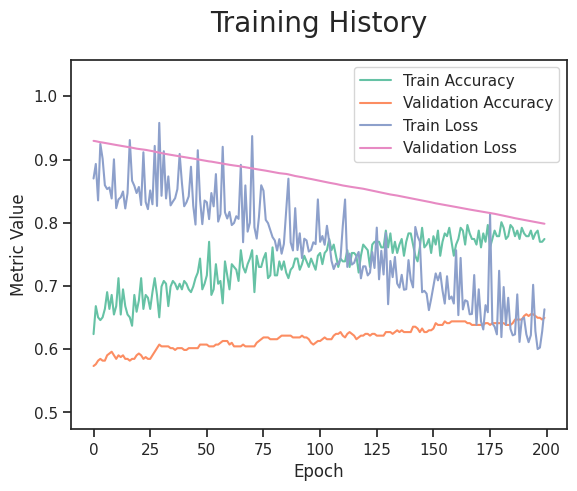 Training History
Train Accuracy
Validation Accuracy
Train Loss
Validation Loss
Metric Value
1.0
0.9
0.8
0.7
0.6
0.5
0 25 50 75 100 125 150 175 200
Epoch